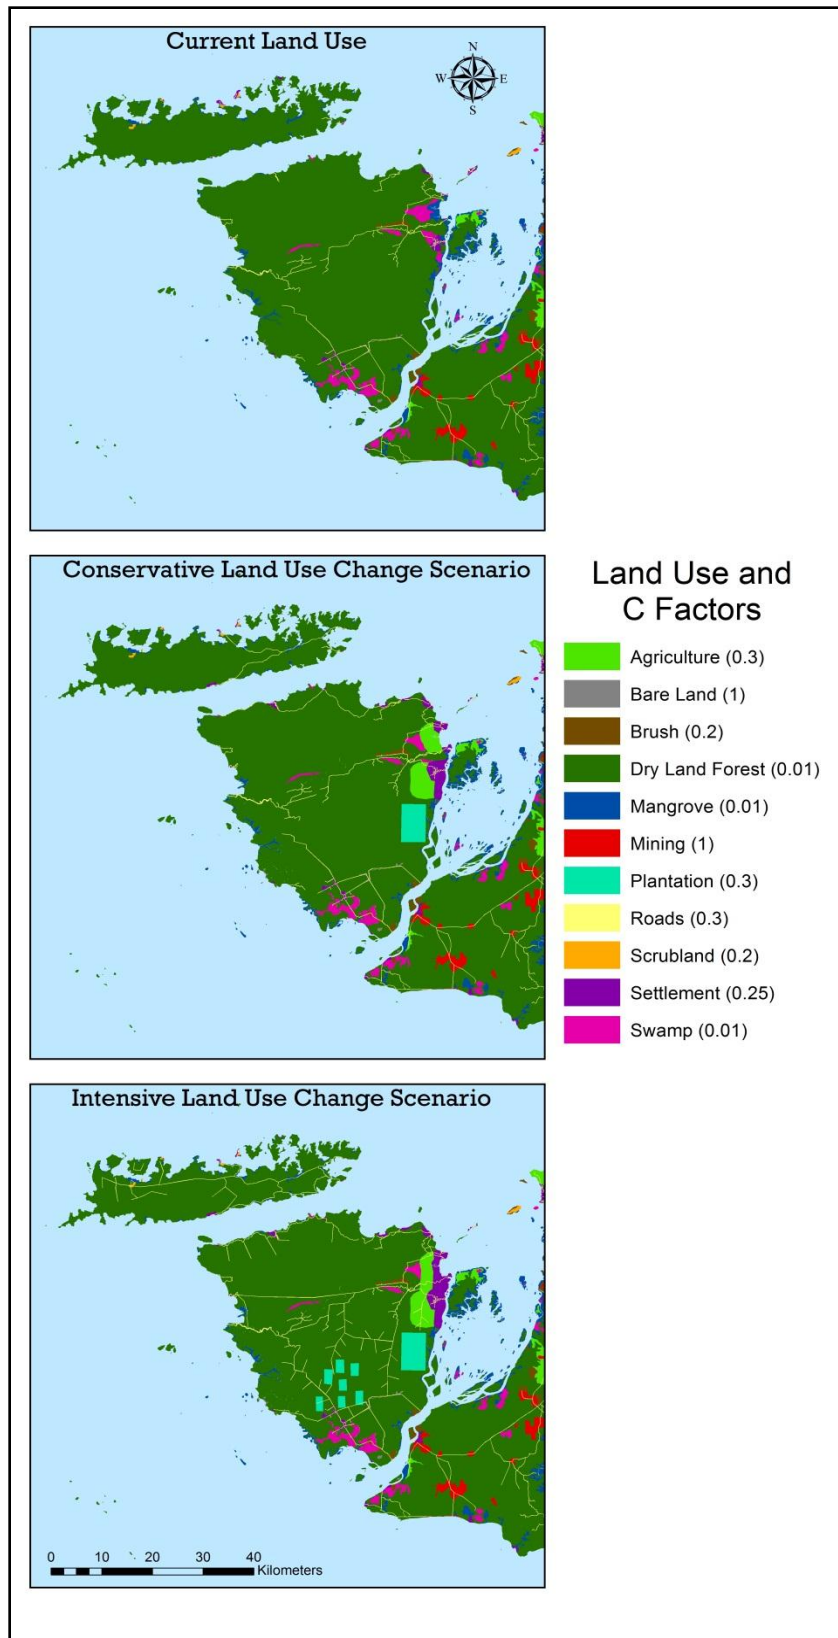 Current Land Use
N
W E
S
Conservative Land Use Change Scenario
Land Use and
C Factors
Agriculture (0.3)
Bare Land (1)
Brush (0.2)
Dry Land Forest (0.01)
Mangrove (0.01)
Mining (1)
Plantation (0.3)
Roads (0.3)
Scrubland (0.2)
Settlement (0.25)
Swamp (0.01)
Intensive Land Use Change Scenario
0 10 20 30 40
Kilometers